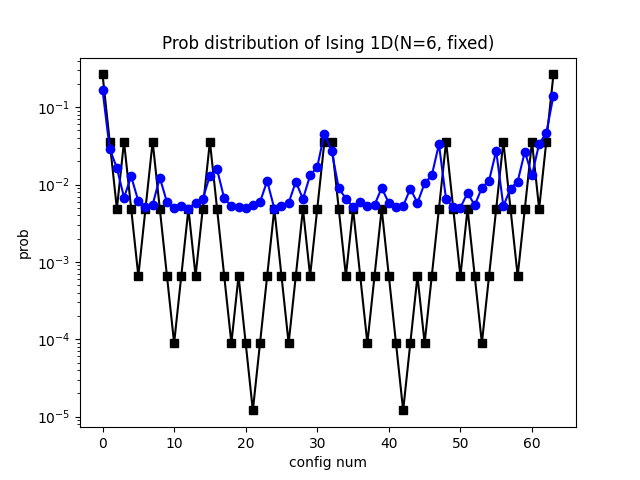 Prob distribution of Ising 1D(N=6, fixed)
prob
10⁻¹
10⁻²
10⁻³
10⁻⁴
10⁻⁵
0 10 20 30 40 50 60
config num